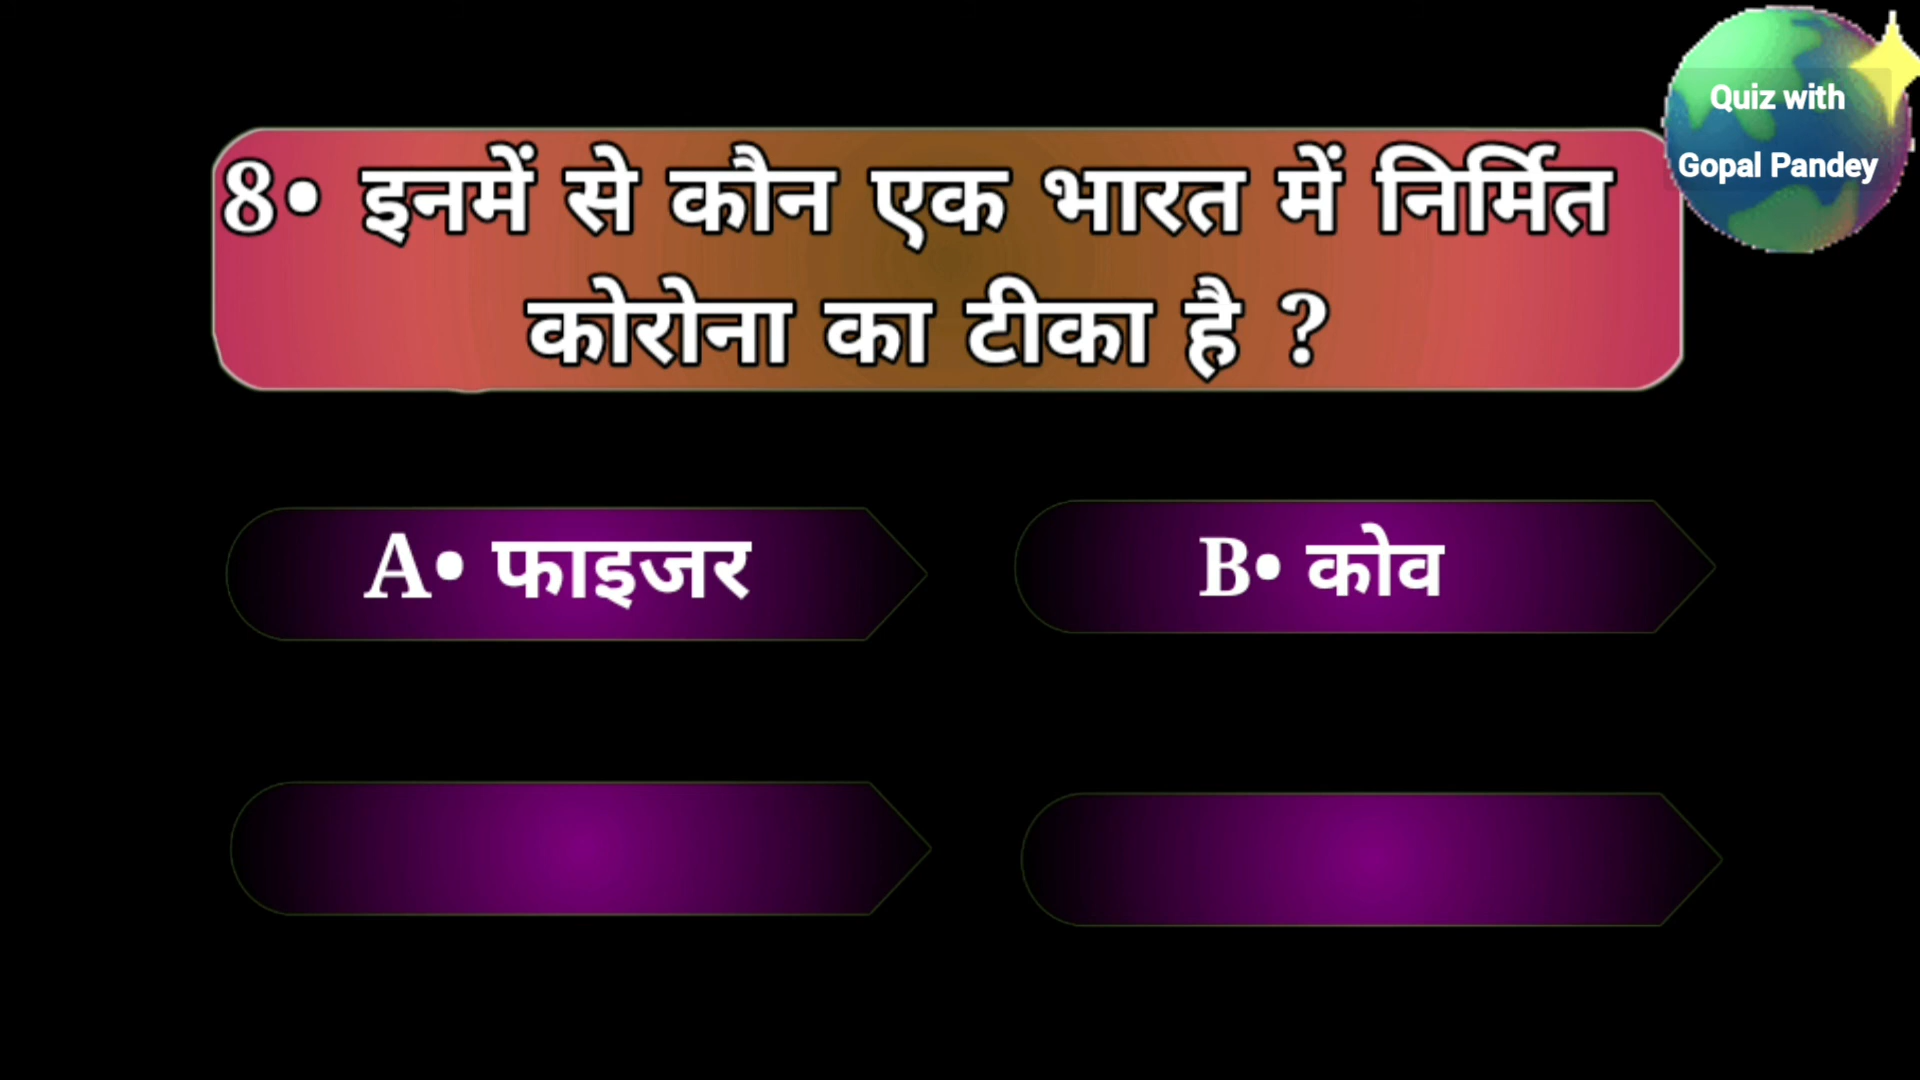 Quiz with
Gopal Pandey
8• इनमें से कौन एक भारत में निर्मित
कोरोना का टीका है ?
A• फाइजर
B• कोव